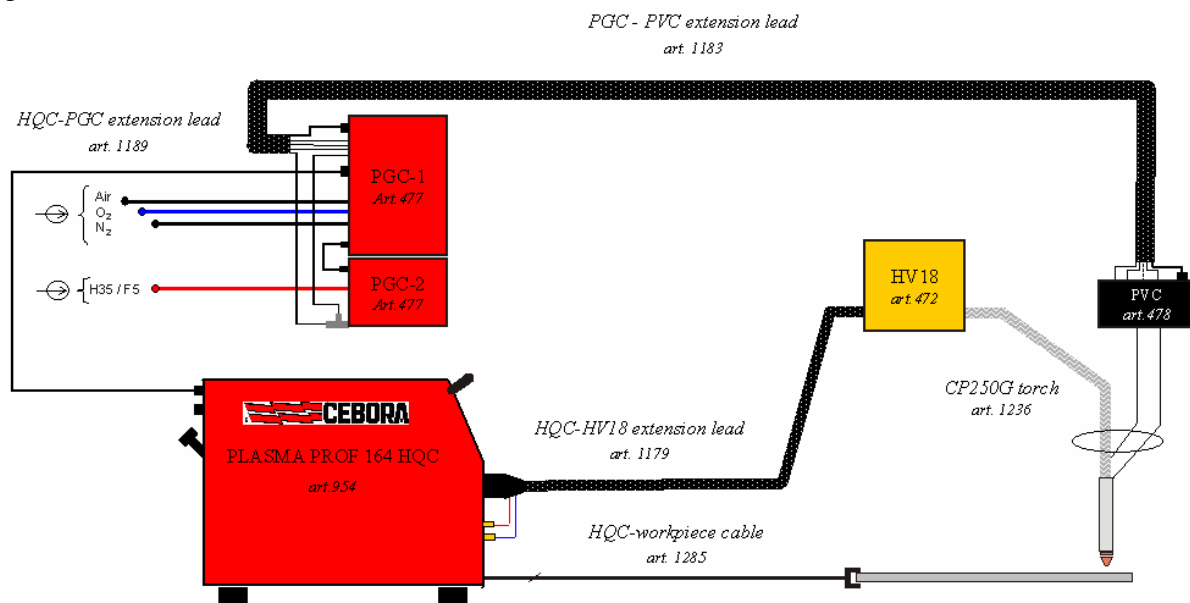 PGC - PVC extension lead
art. 1183
HQC-PGC extension lead
art. 1189
Air
O2
N2
H35 / F5
PGC-1
Art.477
PGC-2
Art.477
HV18
art.472
PVC
art.478
CP250G torch
art. 1236
CEBORA
PLASMA PROF 164 HQC
art.954
HQC-HV18 extension lead
art. 1179
HQC-workpiece cable
art. 1285